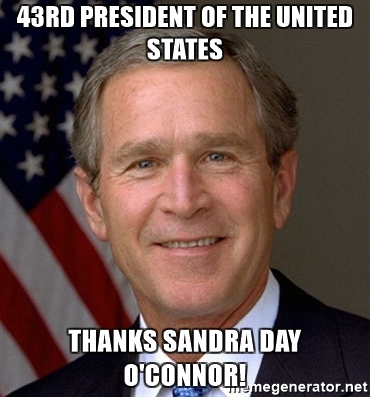 43RD PRESIDENT OF THE UNITED
STATES
THANKS SANDRA DAY
O'CONNOR!
memegenerator.net